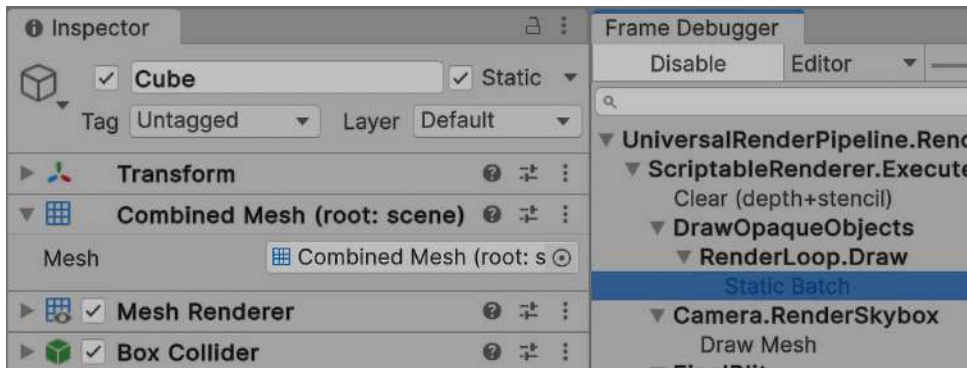 Inspector
Cube
Static
Tag Untagged Layer Default
Transform
Combined Mesh (root: scene)
Mesh Combined Mesh (root: s
Mesh Renderer
Box Collider
Frame Debugger
Disable Editor
UniversalRenderPipeline.Rend
ScriptableRenderer.Execute
Clear (depth+stencil)
DrawOpaqueObjects
RenderLoop.Draw
Static Batch
Camera.RenderSkybox
Draw Mesh